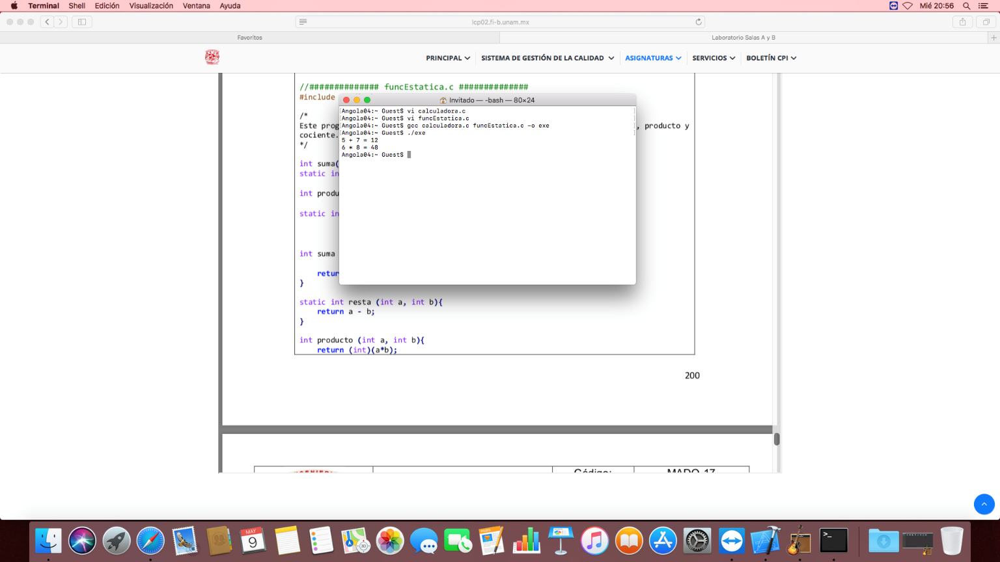 Terminal Shell Edición Visualización Ventana Ayuda Mié 20:56
lcp02.fi-b.unam.mx
Favoritos Laboratorio Salas A y B
PRINCIPAL SISTEMA DE GESTIÓN DE LA CALIDAD ASIGNATURAS SERVICIOS BOLETÍN CPI
//############## funcEstatica.c ##############
#include
Invitado — -bash — 80×24
/*
Este prog , producto y
cociente.
*/
int suma(
static in
int produ
static in
int suma
retur
}
Angola04:~ Guest$ vi calculadora.c
Angola04:~ Guest$ vi funcEstatica.c
Angola04:~ Guest$ gcc calculadora.c funcEstatica.c -o exe
Angola04:~ Guest$ ./exe
5 + 7 = 12
6 * 8 = 48
Angola04:~ Guest$
static int resta (int a, int b){
return a - b;
}
int producto (int a, int b){
return (int)(a*b);
200
Código: MADO-17
MAY
9